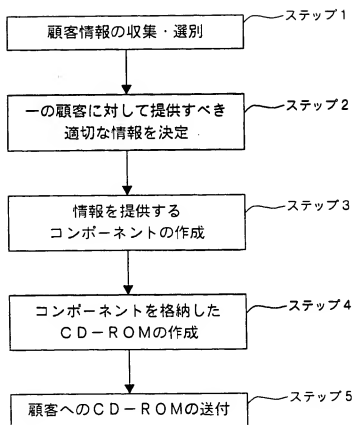 ステップ1
顧客情報の収集・選別
ステップ2
一の顧客に対して提供すべき
適切な情報を決定
ステップ3
情報を提供する
コンポーネントの作成
ステップ4
コンポーネントを格納した
CD-ROMの作成
ステップ5
顧客へのCD-ROMの送付